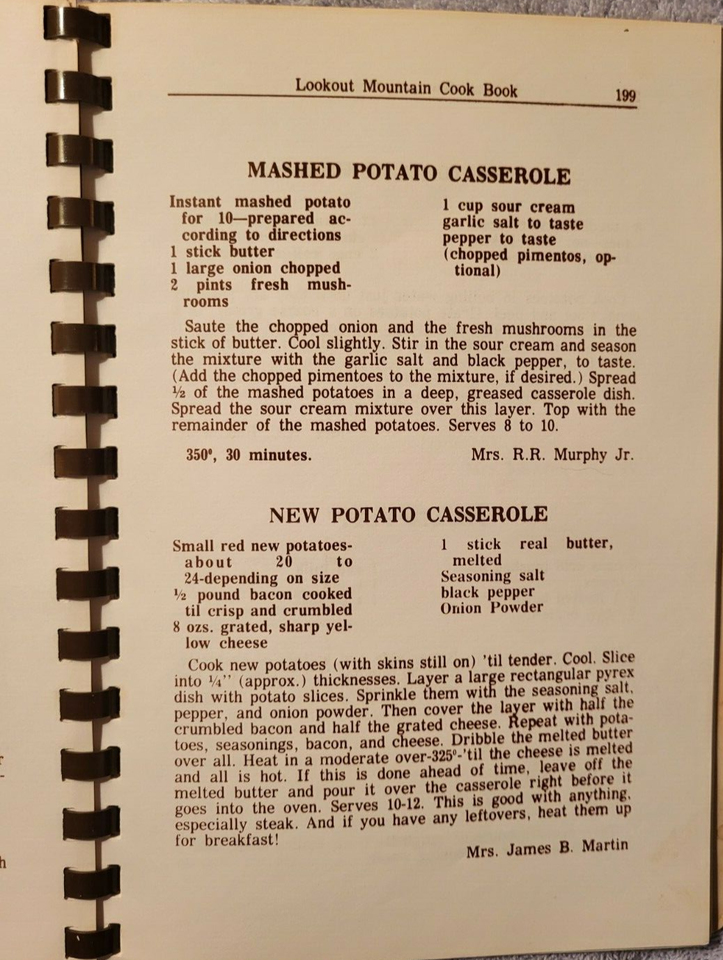 Lookout Mountain Cook Book
199
MASHED POTATO CASSEROLE
Instant mashed potato
for 10—prepared ac-
cording to directions
1 stick butter
1 large onion chopped
2 pints fresh mush-
rooms
1 cup sour cream
garlic salt to taste
pepper to taste
(chopped pimentos, op-
tional)
Saute the chopped onion and the fresh mushrooms in the
stick of butter. Cool slightly. Stir in the sour cream and season
the mixture with the garlic salt and black pepper, to taste.
(Add the chopped pimentoes to the mixture, if desired.) Spread
½ of the mashed potatoes in a deep, greased casserole dish.
Spread the sour cream mixture over this layer. Top with the
remainder of the mashed potatoes. Serves 8 to 10.
350°, 30 minutes.
Mrs. R.R. Murphy Jr.
NEW POTATO CASSEROLE
Small red new potatoes-
about 20 to
24-depending on size
½ pound bacon cooked
til crisp and crumbled
8 ozs. grated, sharp yel-
low cheese
1 stick real butter,
melted
Seasoning salt
black pepper
Onion Powder
Cook new potatoes (with skins still on) 'til tender. Cool. Slice
into ¼" (approx.) thicknesses. Layer a large rectangular pyrex
dish with potato slices. Sprinkle them with the seasoning salt,
pepper, and onion powder. Then cover the layer with half the
crumbled bacon and half the grated cheese. Repeat with pota-
toes, seasonings, bacon, and cheese. Dribble the melted butter
over all. Heat in a moderate over-325°-'til the cheese is melted
and all is hot. If this is done ahead of time, leave off the
melted butter and pour it over the casserole right before it
goes into the oven. Serves 10-12. This is good with anything,
especially steak. And if you have any leftovers, heat them up
for breakfast!
Mrs. James B. Martin